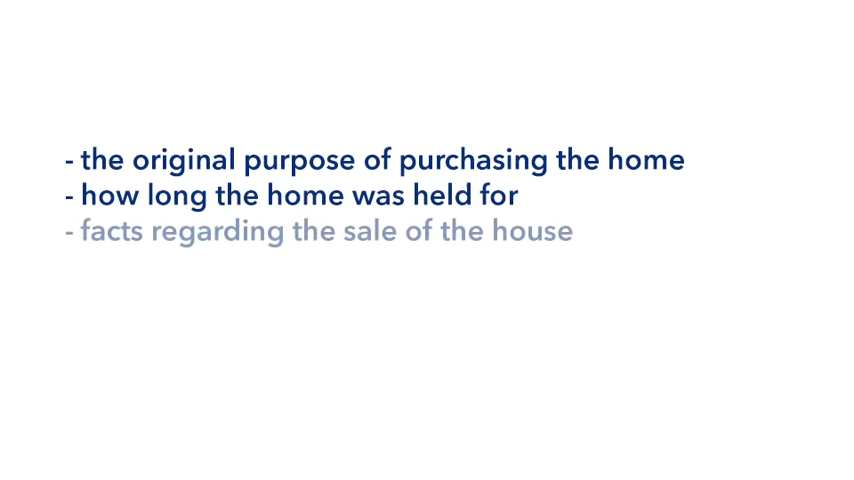 - the original purpose of purchasing the home
- how long the home was held for
- facts regarding the sale of the house